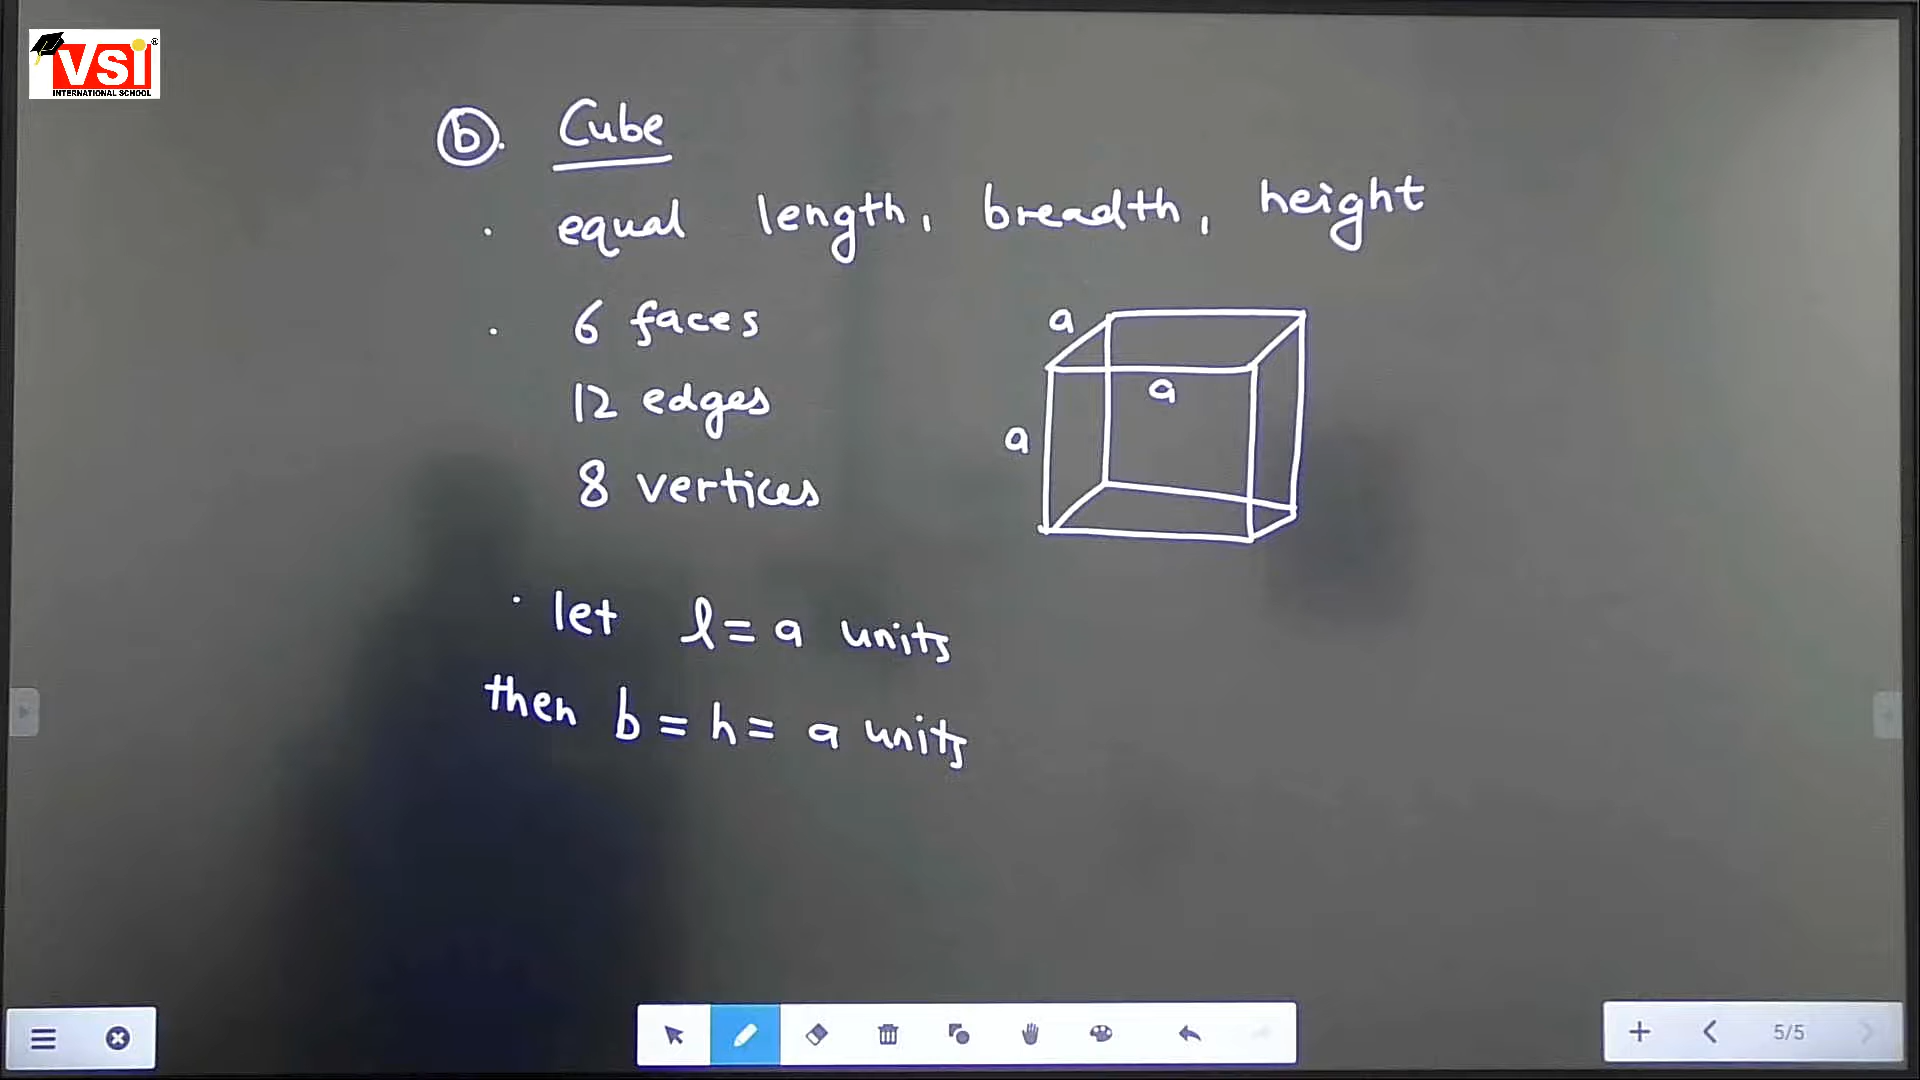 VSI
INTERNATIONAL SCHOOL
(b). Cube
. equal length, breadth, height
. 6 faces
12 edges
8 vertices
a
a
a
. let l = a units
then b = h = a units
5/5